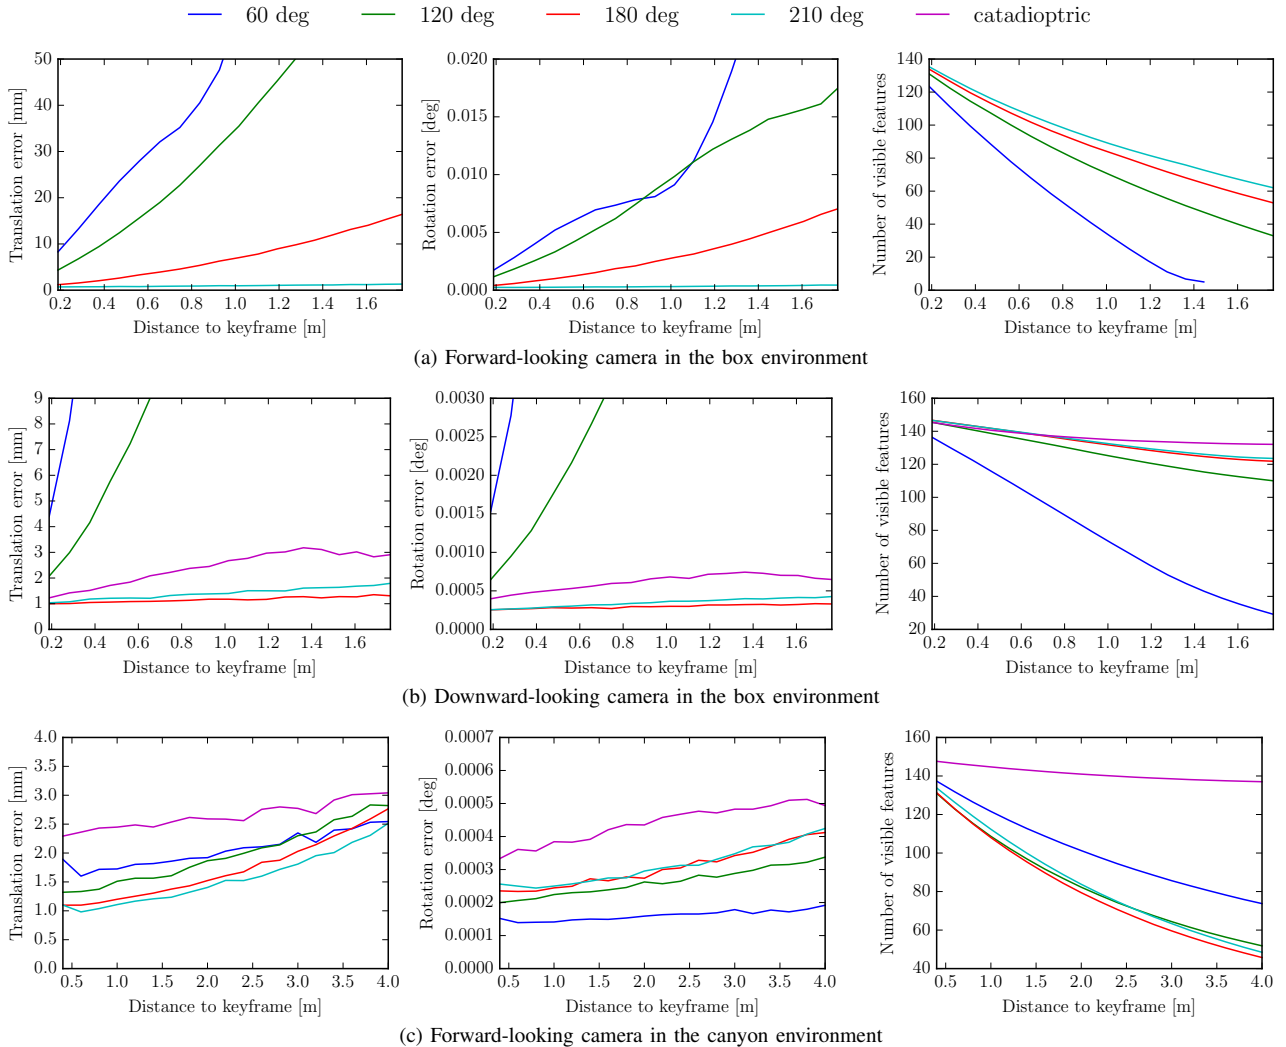 60 deg 120 deg 180 deg 210 deg catadioptric
Translation error [mm]
50
40
30
20
10
0
0.2 0.4 0.6 0.8 1.0 1.2 1.4 1.6
Distance to keyframe [m]
Rotation error [deg]
0.020
0.015
0.010
0.005
0.000
0.2 0.4 0.6 0.8 1.0 1.2 1.4 1.6
Distance to keyframe [m]
Number of visible features
140
120
100
80
60
40
20
0
0.2 0.4 0.6 0.8 1.0 1.2 1.4 1.6
Distance to keyframe [m]
(a) Forward-looking camera in the box environment
Translation error [mm]
9
8
7
6
5
4
3
2
1
0
0.2 0.4 0.6 0.8 1.0 1.2 1.4 1.6
Distance to keyframe [m]
Rotation error [deg]
0.0030
0.0025
0.0020
0.0015
0.0010
0.0005
0.0000
0.2 0.4 0.6 0.8 1.0 1.2 1.4 1.6
Distance to keyframe [m]
Number of visible features
160
140
120
100
80
60
40
20
0.2 0.4 0.6 0.8 1.0 1.2 1.4 1.6
Distance to keyframe [m]
(b) Downward-looking camera in the box environment
Translation error [mm]
4.0
3.5
3.0
2.5
2.0
1.5
1.0
0.5
0.0
0.5 1.0 1.5 2.0 2.5 3.0 3.5 4.0
Distance to keyframe [m]
Rotation error [deg]
0.0007
0.0006
0.0005
0.0004
0.0003
0.0002
0.0001
0.0000
0.5 1.0 1.5 2.0 2.5 3.0 3.5 4.0
Distance to keyframe [m]
Number of visible features
160
140
120
100
80
60
40
0.5 1.0 1.5 2.0 2.5 3.0 3.5 4.0
Distance to keyframe [m]
(c) Forward-looking camera in the canyon environment